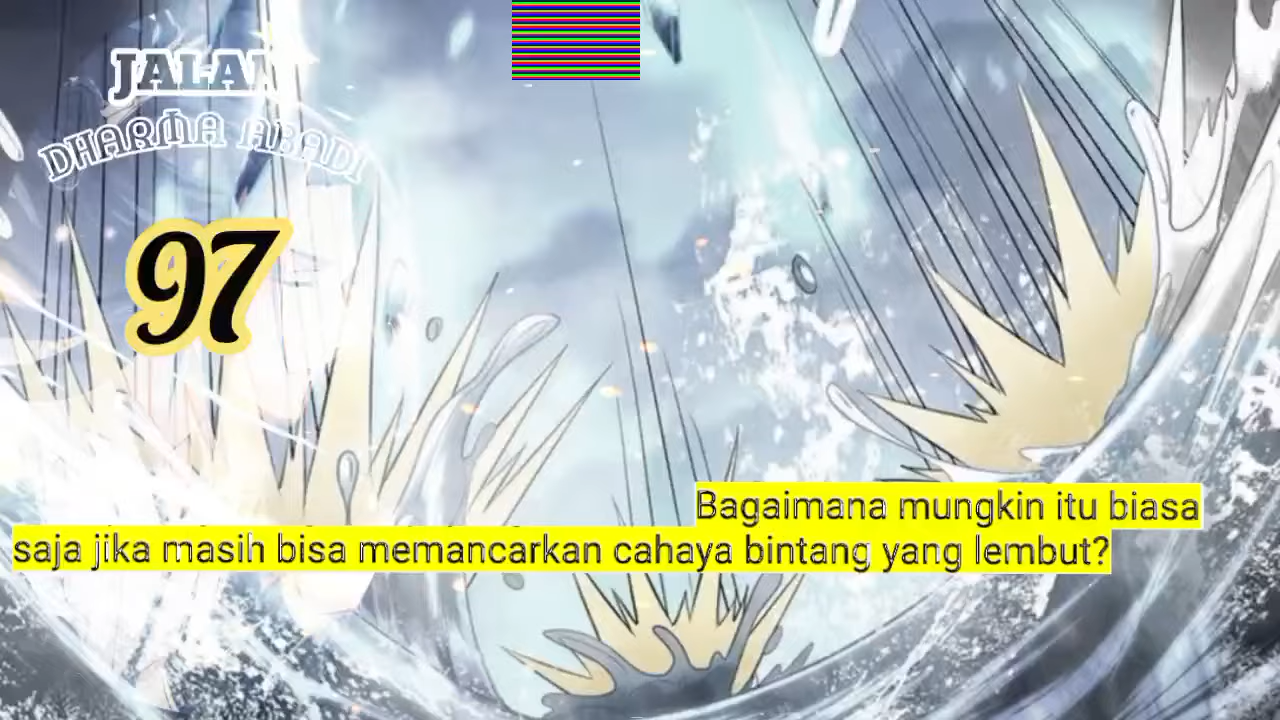 JALAN
DHARMA ABADI
97
Bagaimana mungkin itu biasa
saja jika masih bisa memancarkan cahaya bintang yang lembut?